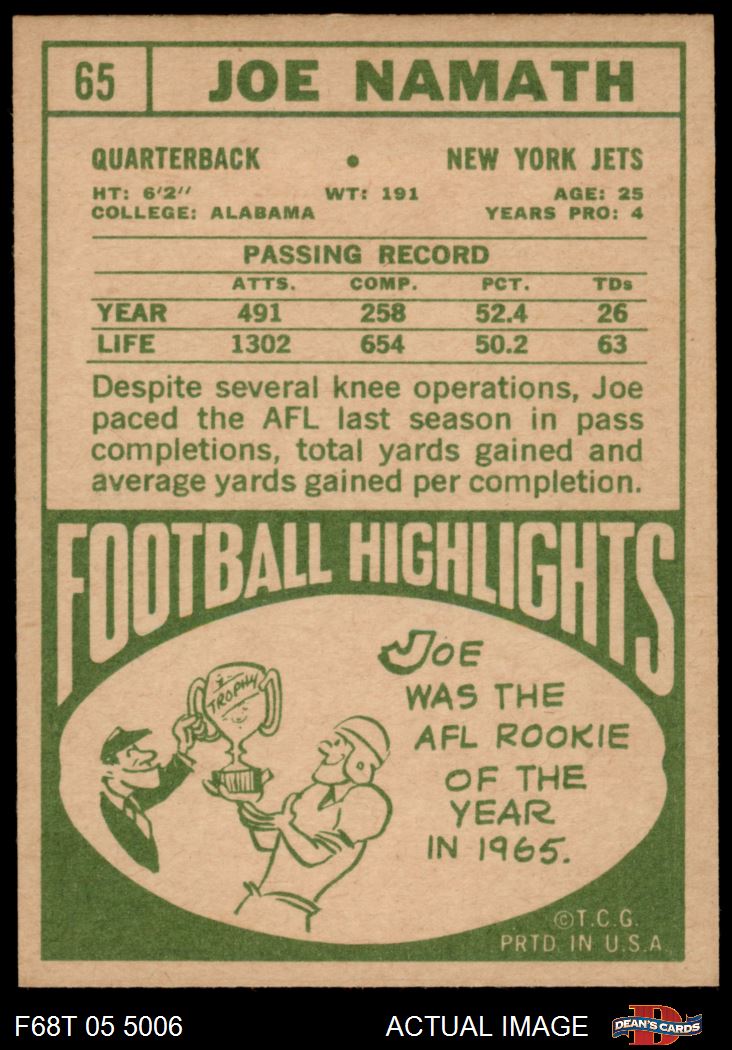 65 JOE NAMATH
QUARTERBACK • NEW YORK JETS
HT: 6'2" WT: 191 AGE: 25
COLLEGE: ALABAMA YEARS PRO: 4
PASSING RECORD
ATTS. COMP. PCT. TDs
YEAR 491 258 52.4 26
LIFE 1302 654 50.2 63
Despite several knee operations, Joe
paced the AFL last season in pass
completions, total yards gained and
average yards gained per completion.
FOOTBALL HIGHLIGHTS
TROPHY
JOE
WAS THE
AFL ROOKIE
OF THE
YEAR
IN 1965.
©T.C.G.
PRTD. IN U.S.A.
F68T 05 5006 ACTUAL IMAGE D DEAN'S CARDS